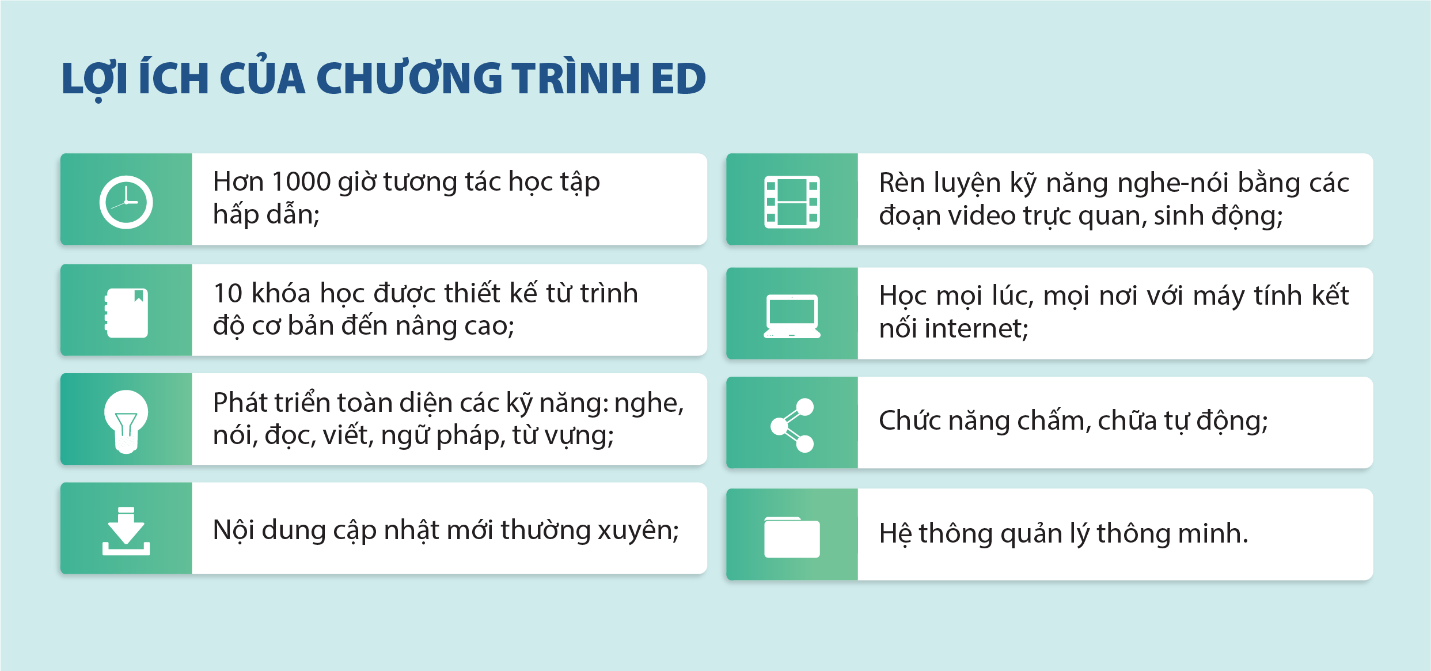 LỢI ÍCH CỦA CHƯƠNG TRÌNH ED
Hơn 1000 giờ tương tác học tập
hấp dẫn;
10 khóa học được thiết kế từ trình
độ cơ bản đến nâng cao;
Phát triển toàn diện các kỹ năng: nghe,
nói, đọc, viết, ngữ pháp, từ vựng;
Nội dung cập nhật mới thường xuyên;
Rèn luyện kỹ năng nghe-nói bằng các
đoạn video trực quan, sinh động;
Học mọi lúc, mọi nơi với máy tính kết
nối internet;
Chức năng chấm, chữa tự động;
Hệ thông quản lý thông minh.